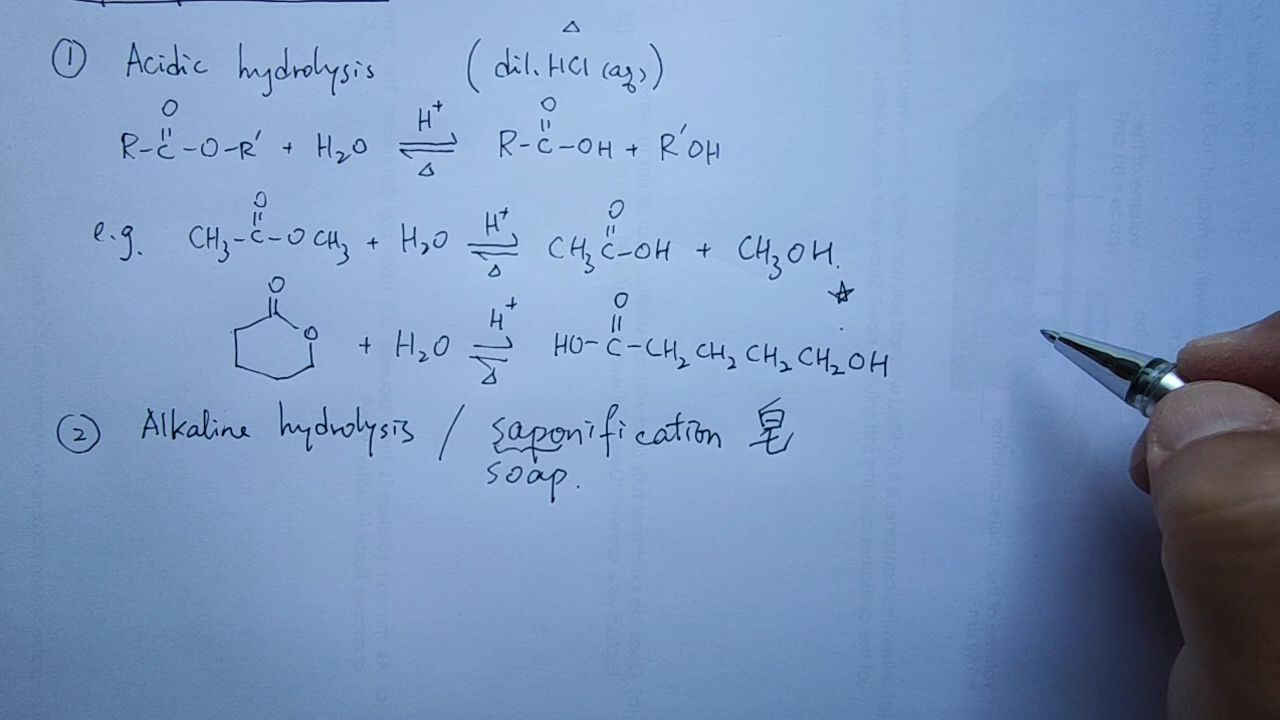 △
① Acidic hydrolysis (dil. HCl (aq))
O H⁺ O
R-C-O-R' + H₂O ⇌ R-C-OH + R'OH
△
O H⁺ O
e.g. CH₃-C-OCH₃ + H₂O ⇌ CH₃C-OH + CH₃OH.
△ ☆
O H⁺ O
O + H₂O ⇌ HO-C-CH₂CH₂CH₂CH₂OH
△
② Alkaline hydrolysis / saponification 皂
soap.